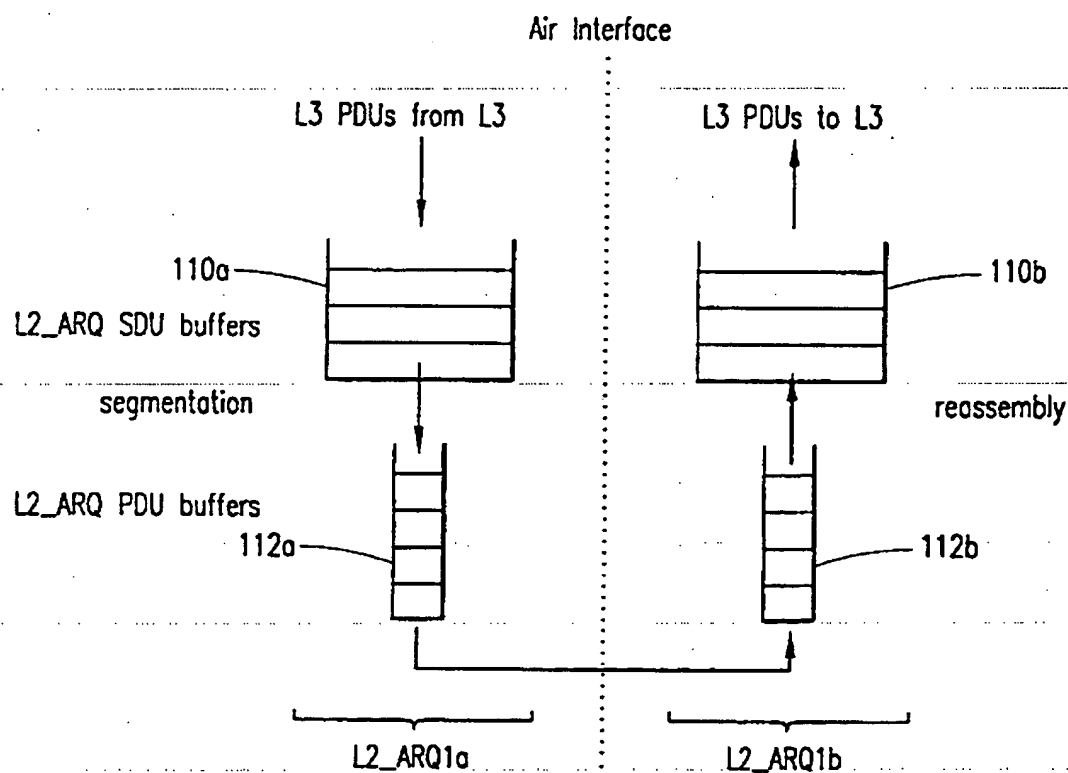 Air Interface
L3 PDUs from L3
L3 PDUs to L3
110a
110b
L2_ARQ SDU buffers
segmentation
reassembly
L2_ARQ PDU buffers
112a
112b
L2_ARQ1a
L2_ARQ1b